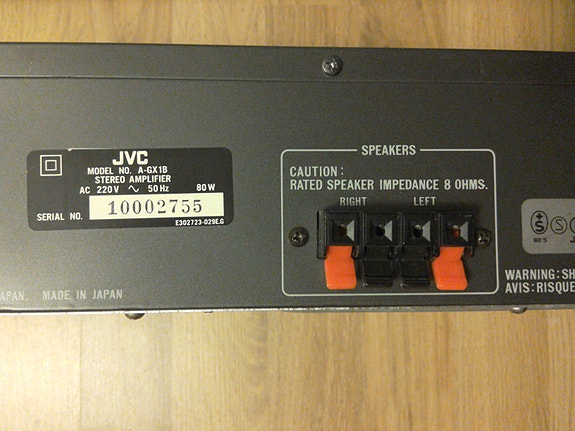 JVC
MODEL NO. A-GX1B
STEREO AMPLIFIER
AC 220V ∿ 50Hz 80W
SERIAL NO. 10002755
E302723-029E.G
APAN, MADE IN JAPAN
SPEAKERS
CAUTION:
RATED SPEAKER IMPEDANCE 8 OHMS.
RIGHT LEFT
S
WARNING: SH
AVIS: RISQUE